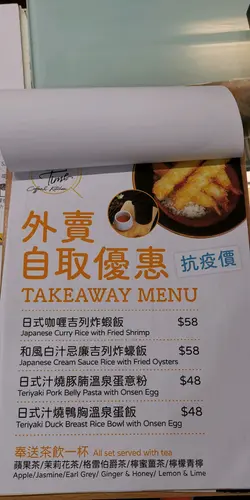 Time
Coffee & Kitchen
外賣
自取優惠
抗疫價
TAKEAWAY MENU
日式咖喱吉列炸蝦飯 $58
Japanese Curry Rice with Fried Shrimp
和風白汁忌廉吉列炸蠔飯 $58
Japanese Cream Sauce Rice with Fried Oysters
日式汁燒豚腩溫泉蛋意粉 $48
Teriyaki Pork Belly Pasta with Onsen Egg
日式汁燒鴨胸溫泉蛋飯 $48
Teriyaki Duck Breast Rice Bowl with Onsen Egg
奉送茶飲一杯 All set served with tea
蘋果茶/茉莉花茶/格雷伯爵茶/檸蜜薑茶/檸檬青檸
Apple/Jasmine/Earl Grey/ Ginger & Honey/ Lemon & Lime